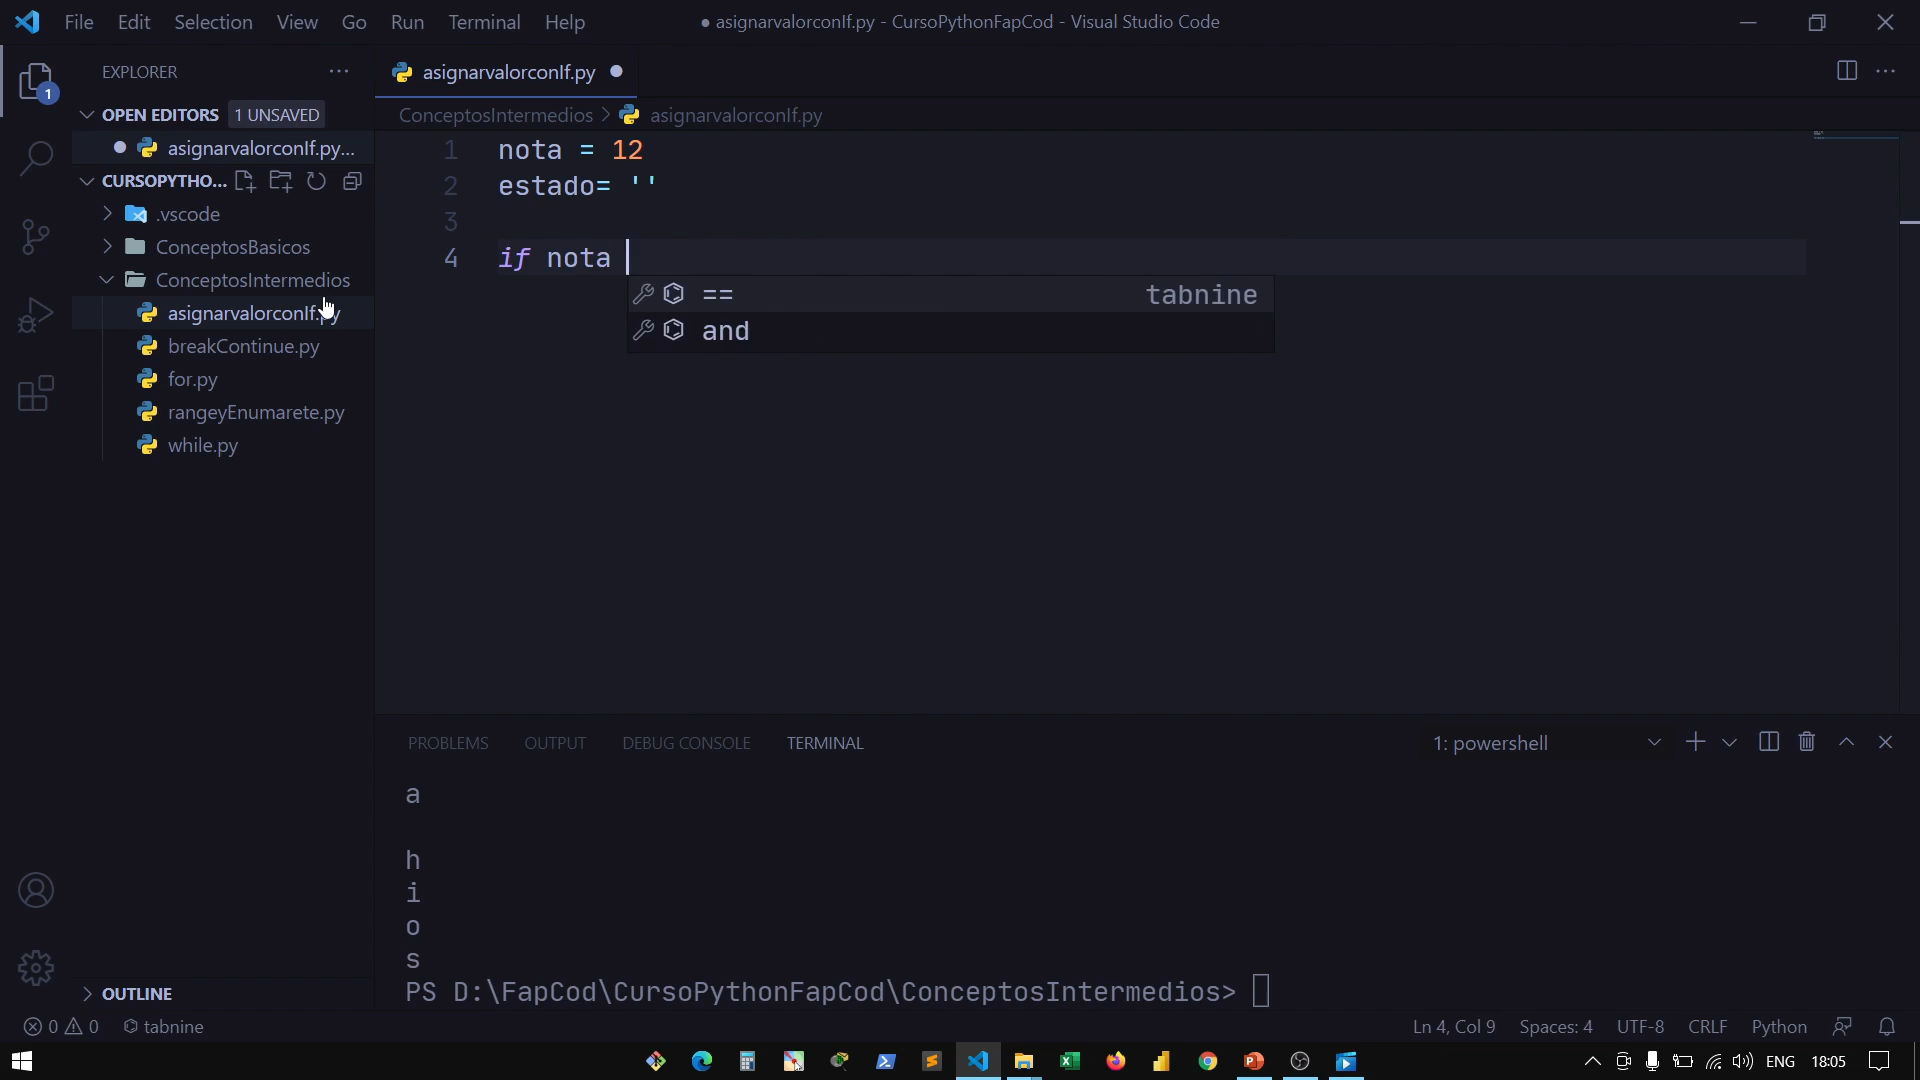 File Edit Selection View Go Run Terminal Help
● asignarvalorconIf.py - CursoPythonFapCod - Visual Studio Code
EXPLORER
1
OPEN EDITORS 1 UNSAVED
asignarvalorconIf.py...
CURSOPYTHO...
.vscode
ConceptosBasicos
ConceptosIntermedios
asignarvalorconIf.py
breakContinue.py
for.py
rangeyEnumarete.py
while.py
OUTLINE
asignarvalorconIf.py
ConceptosIntermedios > asignarvalorconIf.py
1 nota = 12
2 estado= ''
3
4 if nota
== tabnine
and
PROBLEMS OUTPUT DEBUG CONSOLE TERMINAL
1: powershell
a
h
i
o
s
PS D:\FapCod\CursoPythonFapCod\ConceptosIntermedios>
0 0 tabnine
Ln 4, Col 9 Spaces: 4 UTF-8 CRLF Python
ENG 18:05